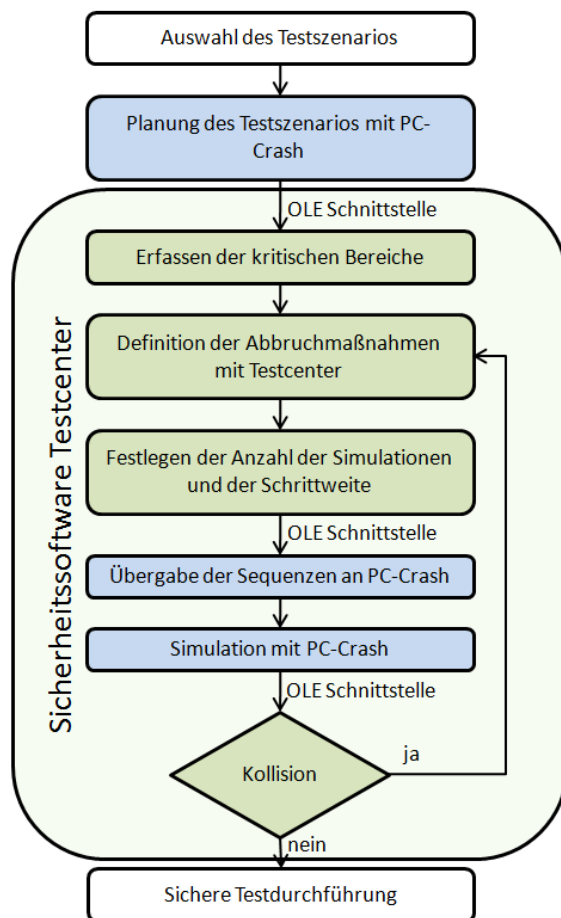 Auswahl des Testszenarios
Planung des Testszenarios mit PC-
Crash
OLE Schnittstelle
Erfassen der kritischen Bereiche
Definition der Abbruchmaßnahmen
mit Testcenter
Festlegen der Anzahl der Simulationen
und der Schrittweite
OLE Schnittstelle
Übergabe der Sequenzen an PC-Crash
Simulation mit PC-Crash
OLE Schnittstelle
Kollision
ja
nein
Sichere Testdurchführung
Sicherheitssoftware Testcenter